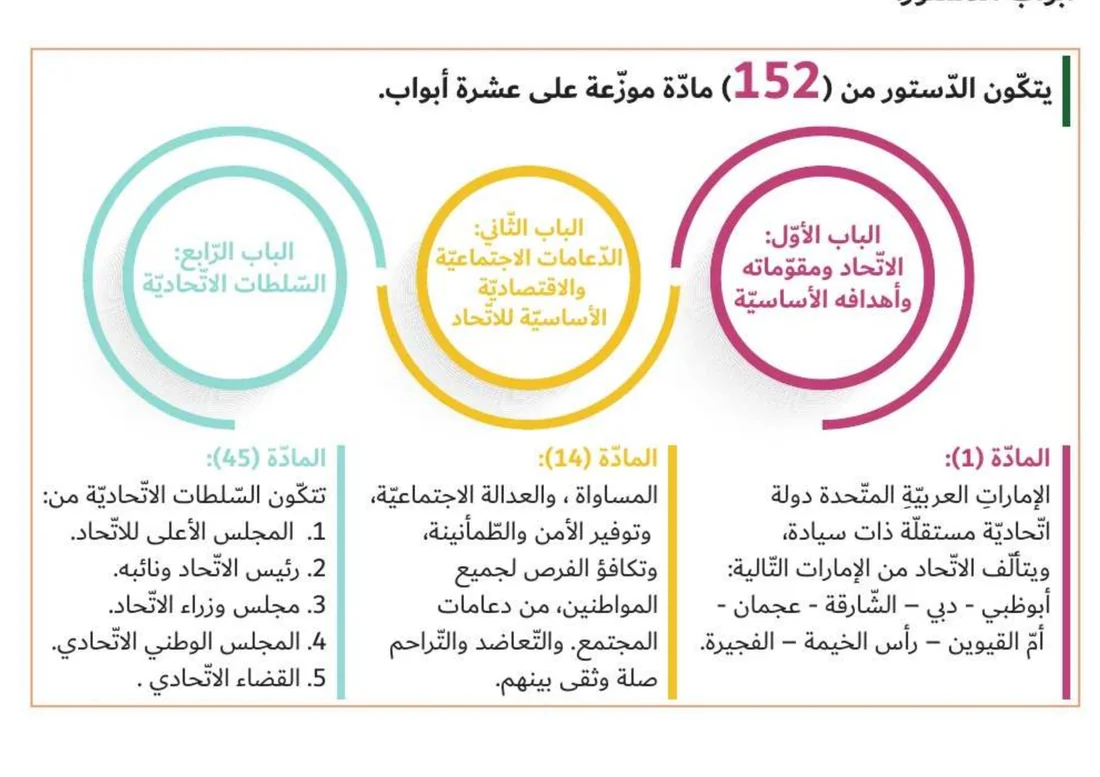 يتكوّن الدّستور من (152) مادّة موزّعة على عشرة أبواب.
الباب الأوّل:
الاتّحاد ومقوّماته
وأهدافه الأساسيّة
الباب الثّاني:
الدّعامات الاجتماعيّة
والاقتصاديّة
الأساسيّة للاتّحاد
الباب الرّابع:
السّلطات الاتّحاديّة
المادّة (1):
الإماراتِ العربيّةِ المتّحدة دولة
اتّحاديّة مستقلّة ذات سيادة،
ويتألّف الاتّحاد من الإمارات التّالية:
أبوظبي - دبي – الشّارقة - عجمان -
أمّ القيوين – رأس الخيمة – الفجيرة.
المادّة (14):
المساواة ، والعدالة الاجتماعيّة،
وتوفير الأمن والطّمأنينة،
وتكافؤ الفرص لجميع
المواطنين، من دعامات
المجتمع. والتّعاضد والتّراحم
صلة وثقى بينهم.
المادّة (45):
تتكوّن السّلطات الاتّحاديّة من:
1. المجلس الأعلى للاتّحاد.
2. رئيس الاتّحاد ونائبه.
3. مجلس وزراء الاتّحاد.
4. المجلس الوطني الاتّحادي.
5. القضاء الاتّحادي .